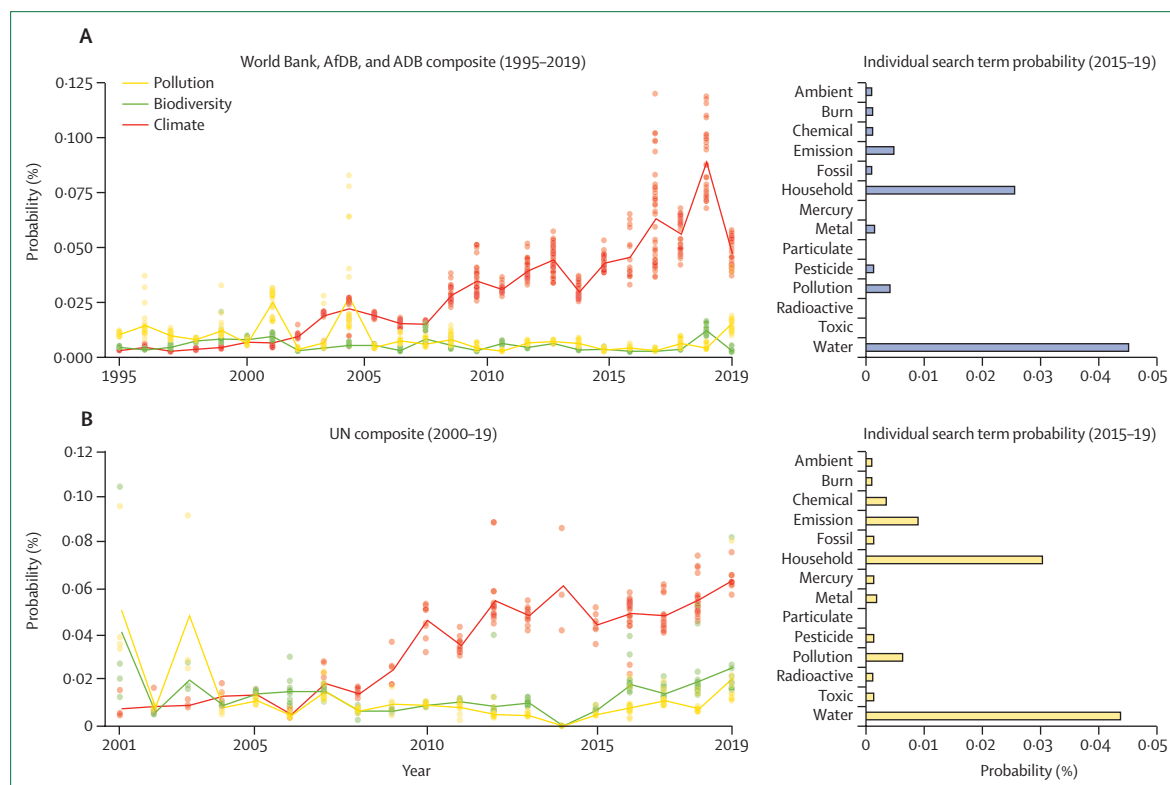 A
World Bank, AfDB, and ADB composite (1995–2019)
Pollution
Biodiversity
Climate
Probability (%)
0·125
0·100
0·075
0·050
0·025
0·000
1995
2000
2005
2010
2015
2019
Individual search term probability (2015–19)
Ambient
Burn
Chemical
Emission
Fossil
Household
Mercury
Metal
Particulate
Pesticide
Pollution
Radioactive
Toxic
Water
0
0·01
0·02
0·03
0·04
0·05
B
UN composite (2000–19)
Probability (%)
0·12
0·10
0·08
0·06
0·04
0·02
0
2001
2005
2010
2015
2019
Year
Individual search term probability (2015–19)
Ambient
Burn
Chemical
Emission
Fossil
Household
Mercury
Metal
Particulate
Pesticide
Pollution
Radioactive
Toxic
Water
0
0·01
0·02
0·03
0·04
0·05
Probability (%)